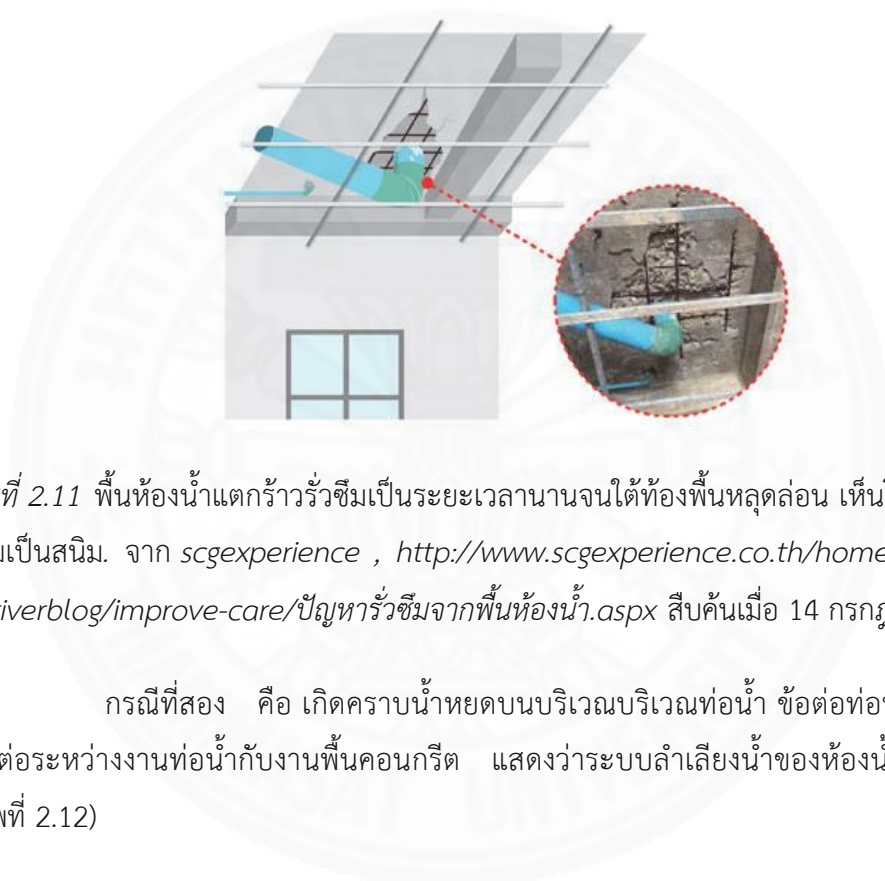 ที่ 2.11 พื้นห้องน้ำแตกร้าวรั่วซึมเป็นระยะเวลานานจนใต้ท้องพื้นหลุดล่อน เห็น
เป็นสนิม. จาก scgexperience , http://www.scgexperience.co.th/home
riverblog/improve-care/ปัญหารั่วซึมจากพื้นห้องน้ำ.aspx สืบค้นเมื่อ 14 กรกฎ
กรณีที่สอง คือ เกิดคราบน้ำหยดบนบริเวณบริเวณท่อน้ำ ข้อต่อท่อ
ต่อระหว่างงานท่อน้ำกับงานพื้นคอนกรีต แสดงว่าระบบลำเลียงน้ำของห้องน้ำ
พที่ 2.12)